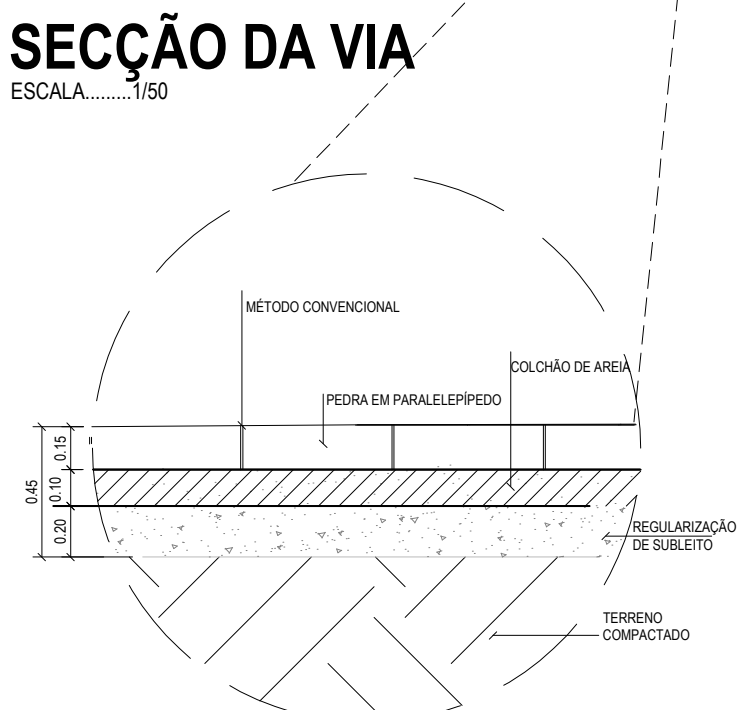 SECÇÃO DA VIA
ESCALA.........1/50
MÉTODO CONVENCIONAL
COLCHÃO DE AREIA
PEDRA EM PARALELEPÍPEDO
0.15
0.45
0.10
0.20
REGULARIZAÇÃO
DE SUBLEITO
TERRENO
COMPACTADO